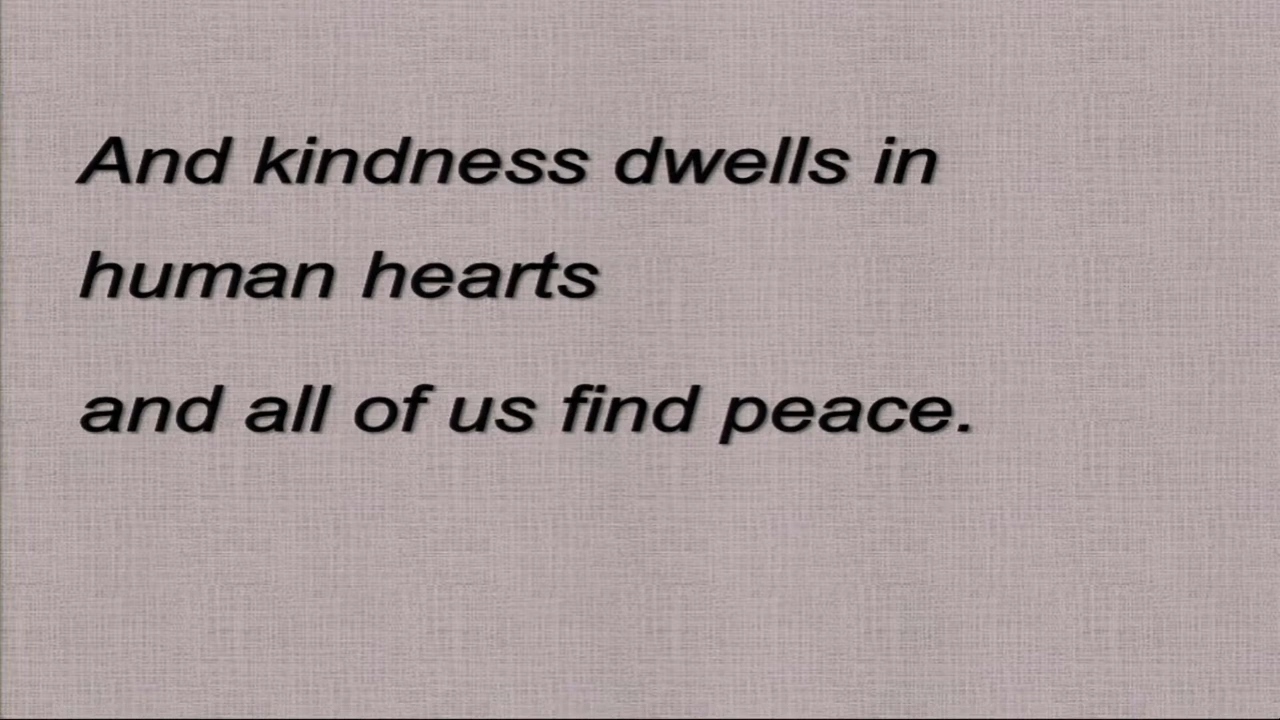 And kindness dwells in
human hearts
and all of us find peace.